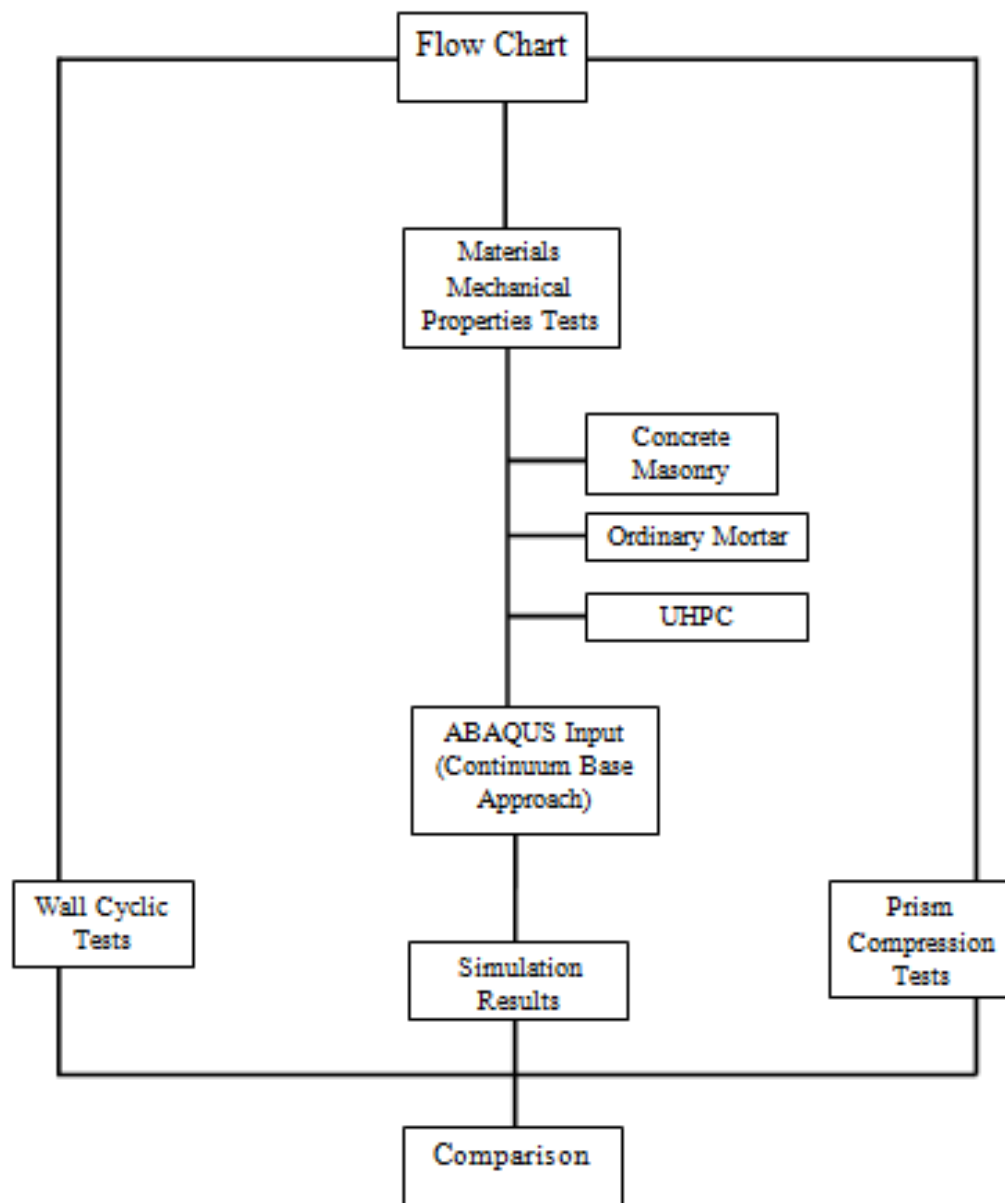 Flow Chart
Materials
Mechanical
Properties Tests
Concrete
Masonry
Ordinary Mortar
UHPC
ABAQUS Input
(Continuum Base
Approach)
Wall Cyclic
Tests
Simulation
Results
Prism
Compression
Tests
Comparison